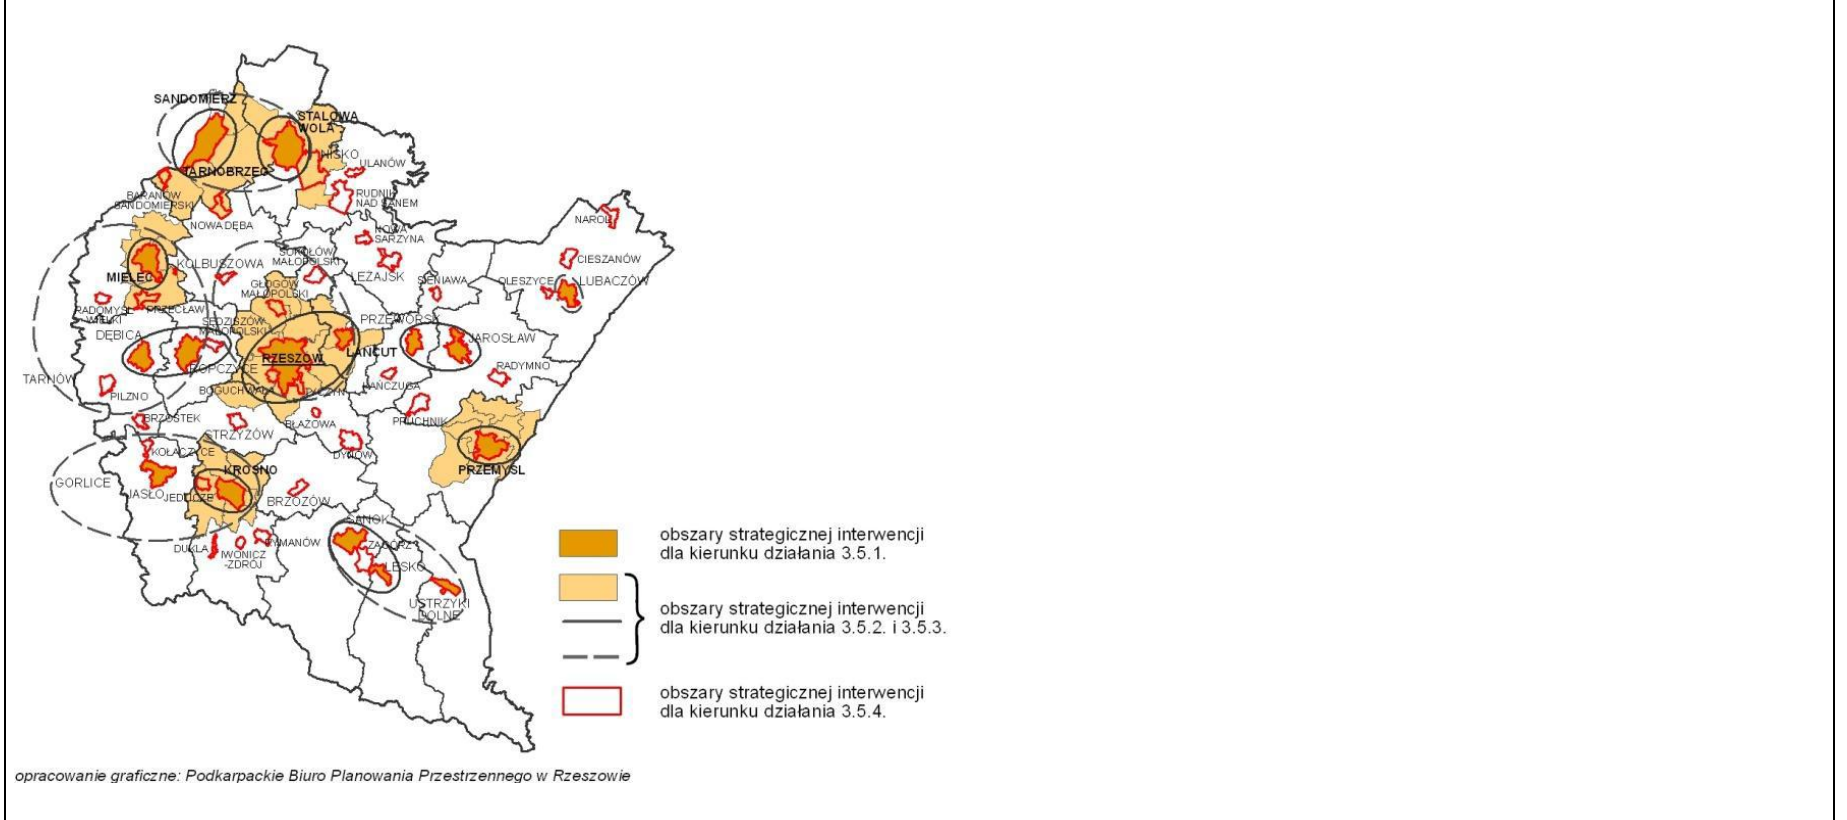 SANDOMIERZ
STALOWA
WOLA
NISKO
ULANÓW
TARNOBRZEG
BARANÓW
SANDOMIERSKI
RUDNIK
NAD SANEM
NOWA DĘBA
NAROL
NOWA
SARZYNA
SOKOŁÓW
MAŁOPOLSKI
KOLBUSZOWA
CIESZANÓW
MIELEC
LEŻAJSK
SIENIAWA
OLESZYCE
LUBACZÓW
GŁOGÓW
MAŁOPOLSKI
RADOMYŚL
WIELKI
PRZECŁAW
SĘDZISZÓW
MAŁOPOLSKI
PRZEWORSK
DĘBICA
JAROSŁAW
RZESZÓW
ŁAŃCUT
ROPCZYCE
RADYMNO
TARNÓW
KAŃCZUGA
PILZNO
BOGUCHWAŁA
TYCZYN
BRZOSTEK
BŁAŻOWA
PRUCHNIK
STRZYŻÓW
KOŁACZYCE
DYNÓW
KROSNO
PRZEMYŚL
GORLICE
JASŁO
JEDLICZE
BRZOZÓW
SANOK
DUKLA
IWONICZ
-ZDRÓJ
RYMANÓW
ZAGÓRZ
LESKO
USTRZYKI
DOLNE
obszary strategicznej interwencji
dla kierunku działania 3.5.1.
obszary strategicznej interwencji
dla kierunku działania 3.5.2. i 3.5.3.
obszary strategicznej interwencji
dla kierunku działania 3.5.4.
opracowanie graficzne: Podkarpackie Biuro Planowania Przestrzennego w Rzeszowie